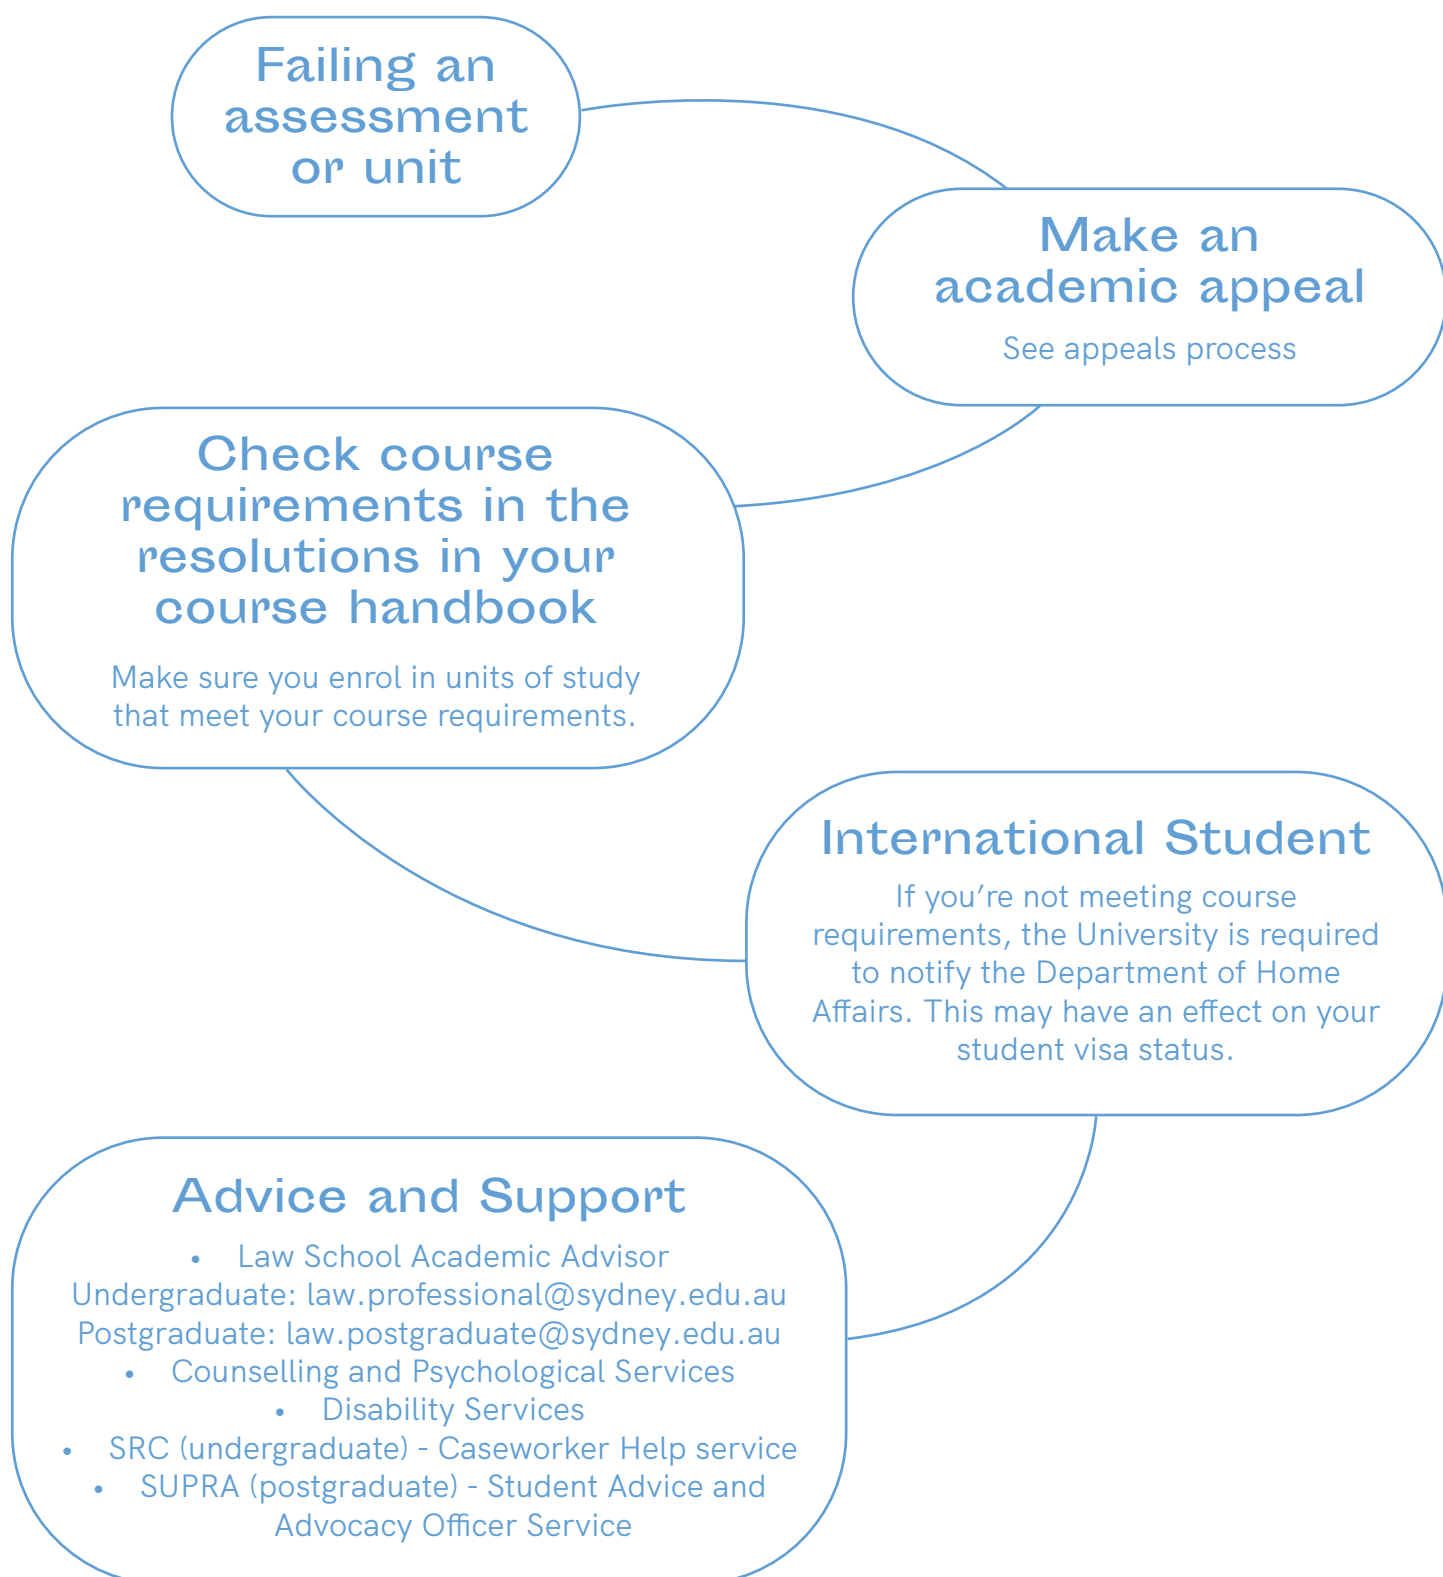 Failing an
assessment
or unit
Make an
academic appeal
See appeals process
Check course
requirements in the
resolutions in your
course handbook
Make sure you enrol in units of study
that meet your course requirements.
International Student
If you’re not meeting course
requirements, the University is required
to notify the Department of Home
Affairs. This may have an effect on your
student visa status.
Advice and Support
• Law School Academic Advisor
Undergraduate: law.professional@sydney.edu.au
Postgraduate: law.postgraduate@sydney.edu.au
• Counselling and Psychological Services
• Disability Services
• SRC (undergraduate) - Caseworker Help service
• SUPRA (postgraduate) - Student Advice and
Advocacy Officer Service